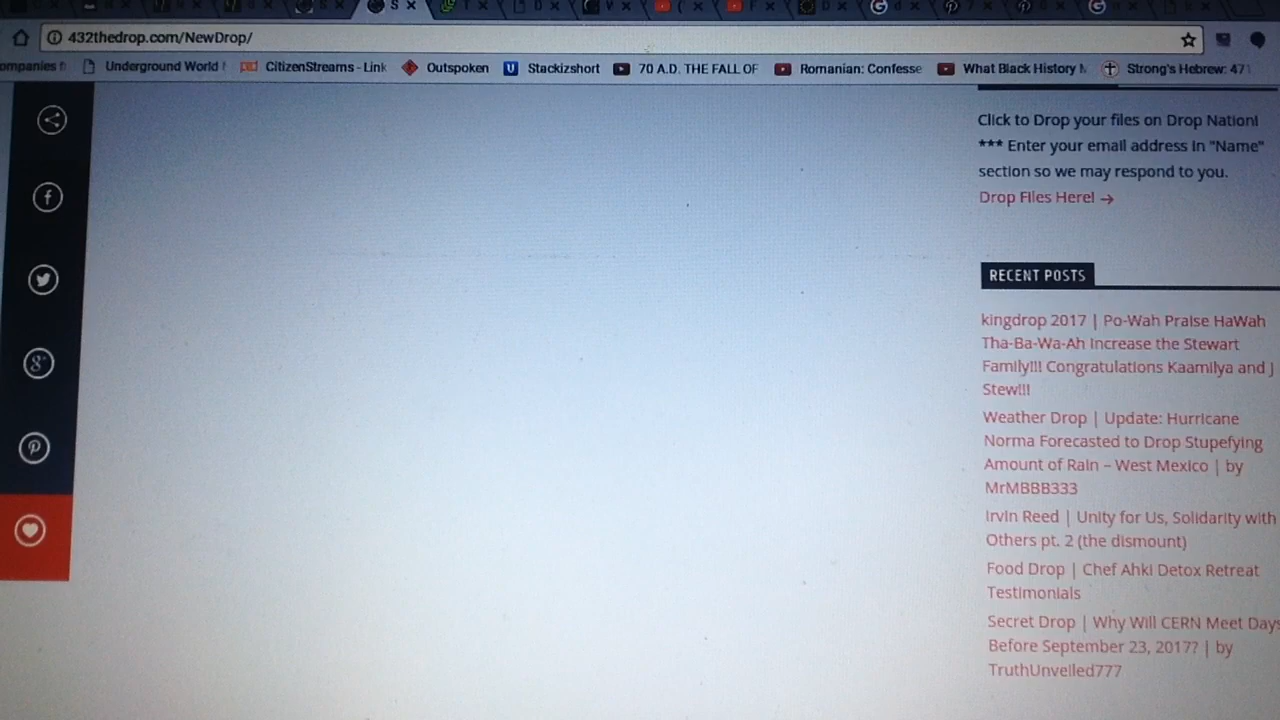 432thedrop.com/NewDrop/
ompanies Underground World CitizenStreams - Link Outspoken Stackizshort 70 A.D. THE FALL OF Romanian: Confesse What Black History Strong's Hebrew: 471
Click to Drop your files on Drop Nation!
*** Enter your email address in "Name"
section so we may respond to you.
Drop Files Here! →
RECENT POSTS
kingdrop 2017 | Po-Wah Praise HaWah
Tha-Ba-Wa-Ah Increase the Stewart
Family!!! Congratulations Kaamilya and J
Stew!!!
Weather Drop | Update: Hurricane
Norma Forecasted to Drop Stupefying
Amount of Rain – West Mexico | by
MrMBBB333
Irvin Reed | Unity for Us, Solidarity with
Others pt. 2 (the dismount)
Food Drop | Chef Ahki Detox Retreat
Testimonials
Secret Drop | Why Will CERN Meet Days
Before September 23, 2017? | by
TruthUnveiled777